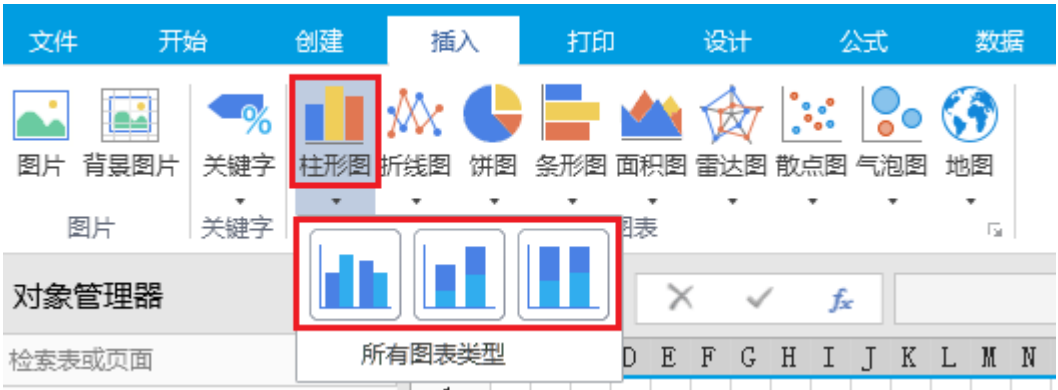 文件 开始 创建 插入 打印 设计 公式 数据
图片 背景图片 关键字 柱形图 折线图 饼图 条形图 面积图 雷达图 散点图 气泡图 地图
图片 关键字 图表
对象管理器 fx
检索表或页面 所有图表类型 D E F G H I J K L M N